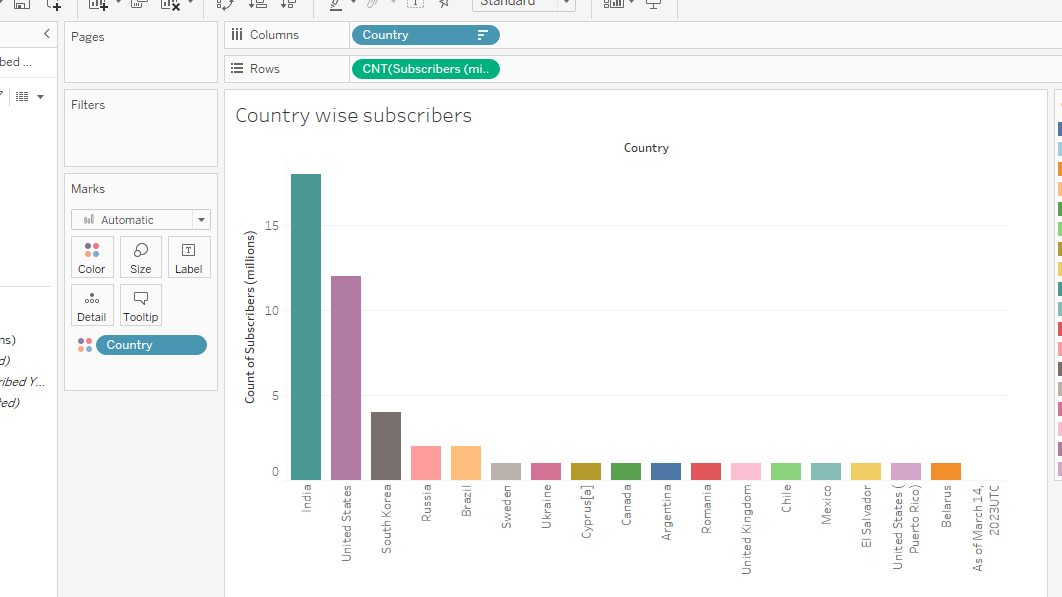 Standard
Pages
Columns
Country
bed ...
Rows
CNT(Subscribers (mi..
Filters
Country wise subscribers
Country
Marks
Automatic
Color
Size
Label
Detail
Tooltip
Country
ns)
d)
ribed Y...
ted)
Count of Subscribers (millions)
15
10
5
0
India
United States
South Korea
Russia
Brazil
Sweden
Ukraine
Cyprus[a]
Canada
Argentina
Romania
United Kingdom
Chile
Mexico
El Salvador
United States (
Puerto Rico)
Belarus
As of March 14,
2023UTC